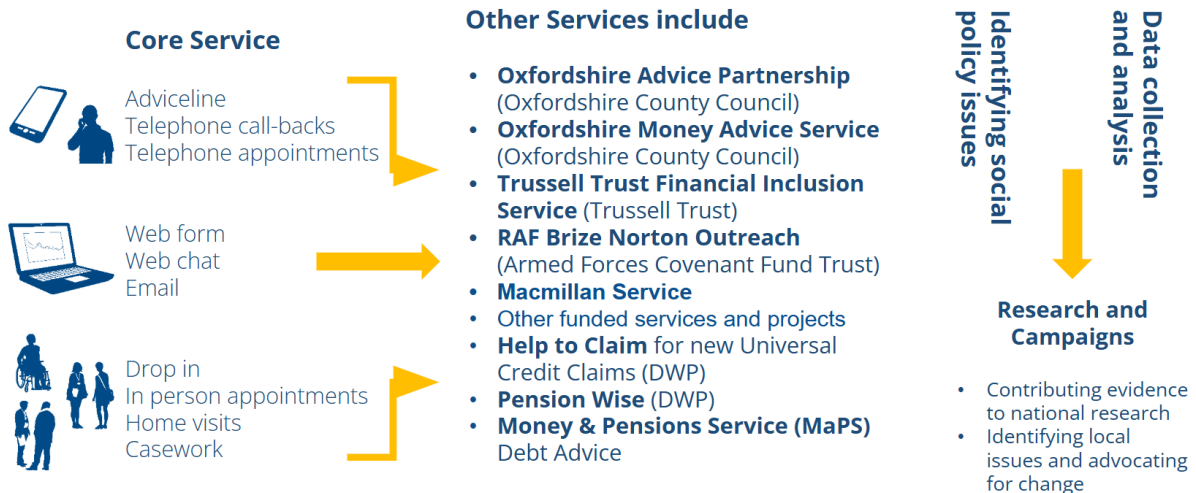 Core Service
Adviceline
Telephone call-backs
Telephone appointments
Web form
Web chat
Email
Drop in
In person appointments
Home visits
Casework
Other Services include
• Oxfordshire Advice Partnership
(Oxfordshire County Council)
• Oxfordshire Money Advice Service
(Oxfordshire County Council)
• Trussell Trust Financial Inclusion
Service (Trussell Trust)
• RAF Brize Norton Outreach
(Armed Forces Covenant Fund Trust)
• Macmillan Service
• Other funded services and projects
• Help to Claim for new Universal
Credit Claims (DWP)
• Pension Wise (DWP)
• Money & Pensions Service (MaPS)
Debt Advice
Identifying social
policy issues
Data collection
and analysis
Research and
Campaigns
• Contributing evidence
to national research
• Identifying local
issues and advocating
for change